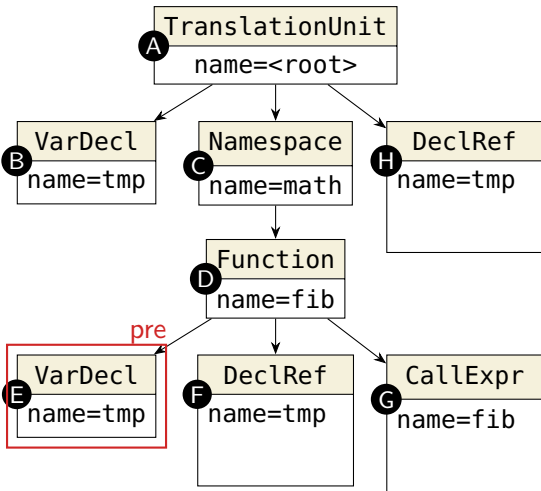 TranslationUnit
A
name=<root>
VarDecl
B
name=tmp
Namespace
C
name=math
DeclRef
H
name=tmp
Function
D
name=fib
pre
VarDecl
E
name=tmp
DeclRef
F
name=tmp
CallExpr
G
name=fib